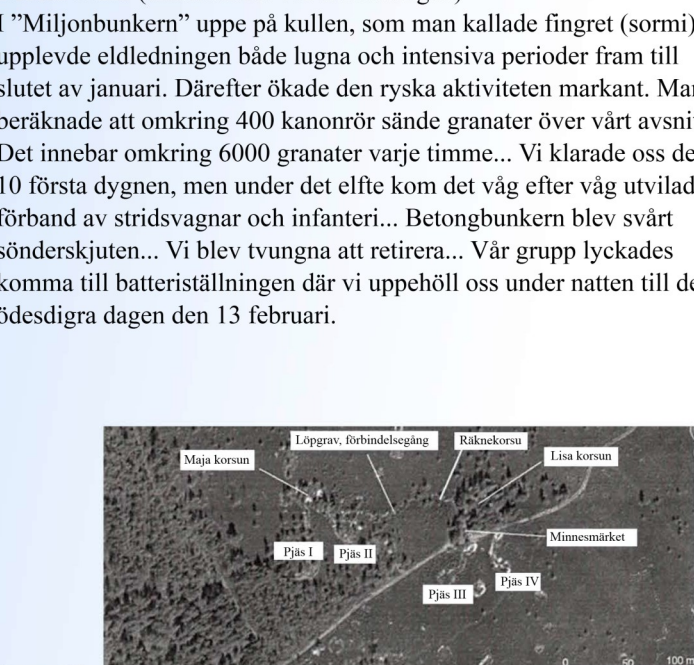 I ”Miljonbunkern” uppe på kullen, som man kallade fingret (sormi)
upplevde eldledningen både lugna och intensiva perioder fram till
slutet av januari. Därefter ökade den ryska aktiviteten markant. Man
beräknade att omkring 400 kanonrör sände granater över vårt
Det innebar omkring 6000 granater varje timme... Vi klarade oss de
10 första dygnen, men under det elfte kom det våg efter våg
förband av stridsvagnar och infanteri... Betongbunkern blev svårt
sönderskjuten... Vi blev tvungna att retirera... Vår grupp lyckades
komma till batteriställningen där vi uppehöll oss under natten till
ödesdigra dagen den 13 februari.
Löpgrav, förbindelsegång
Räknekorsu
Maja korsun
Lisa korsun
Minnesmärket
Pjäs I
Pjäs II
Pjäs IV
Pjäs III
0 50 100 m